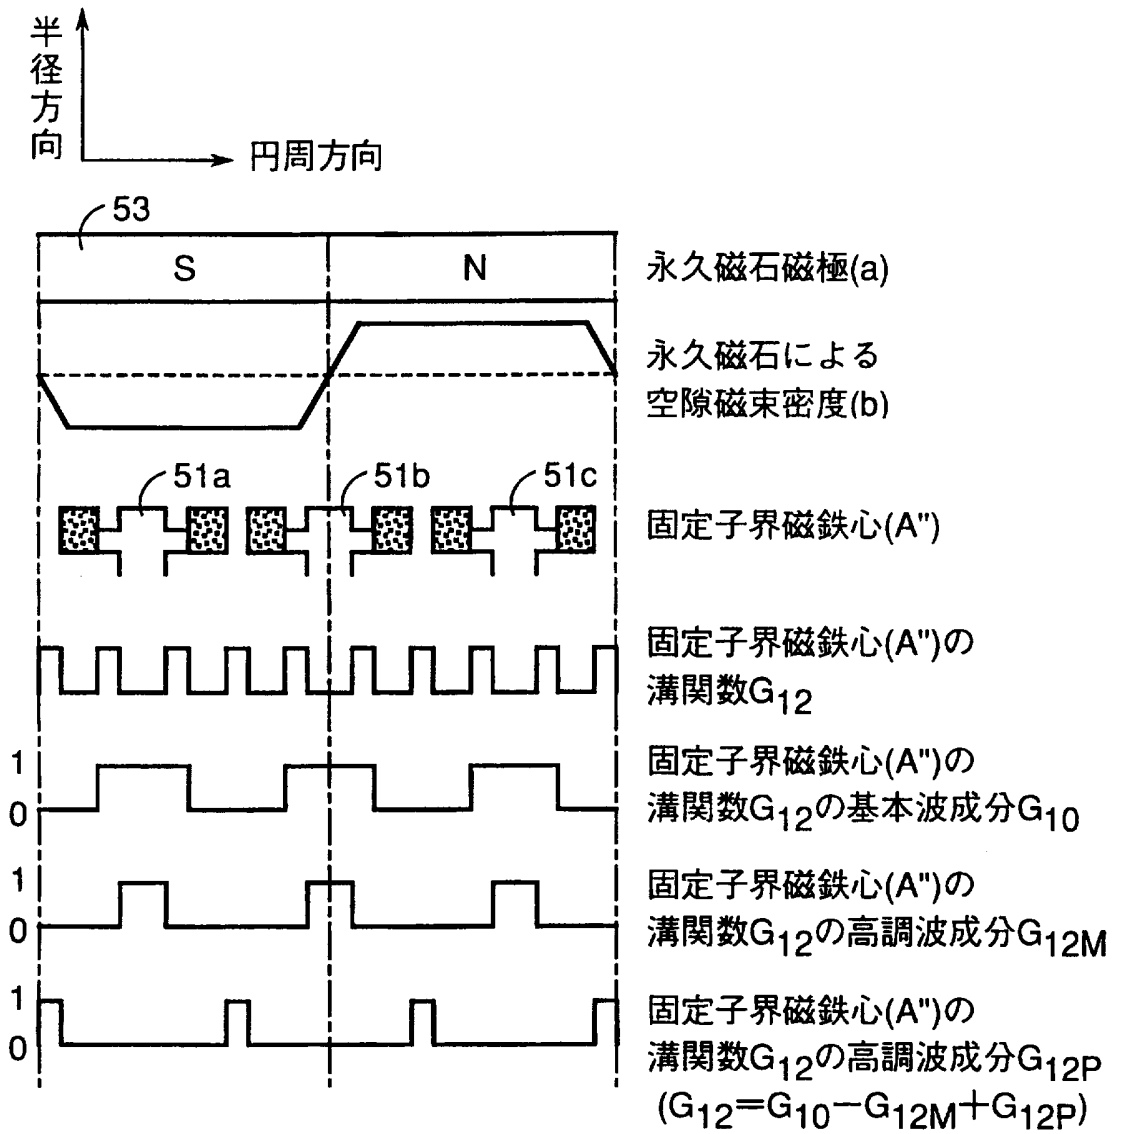 半径方向
円周方向
53
S
N
永久磁石磁極(a)
永久磁石による
空隙磁束密度(b)
51a
51b
51c
固定子界磁鉄心(A")
固定子界磁鉄心(A")の
溝関数G12
1
0
固定子界磁鉄心(A")の
溝関数G12の基本波成分G10
1
0
固定子界磁鉄心(A")の
溝関数G12の高調波成分G12M
1
0
固定子界磁鉄心(A")の
溝関数G12の高調波成分G12P
(G12=G10−G12M+G12P)